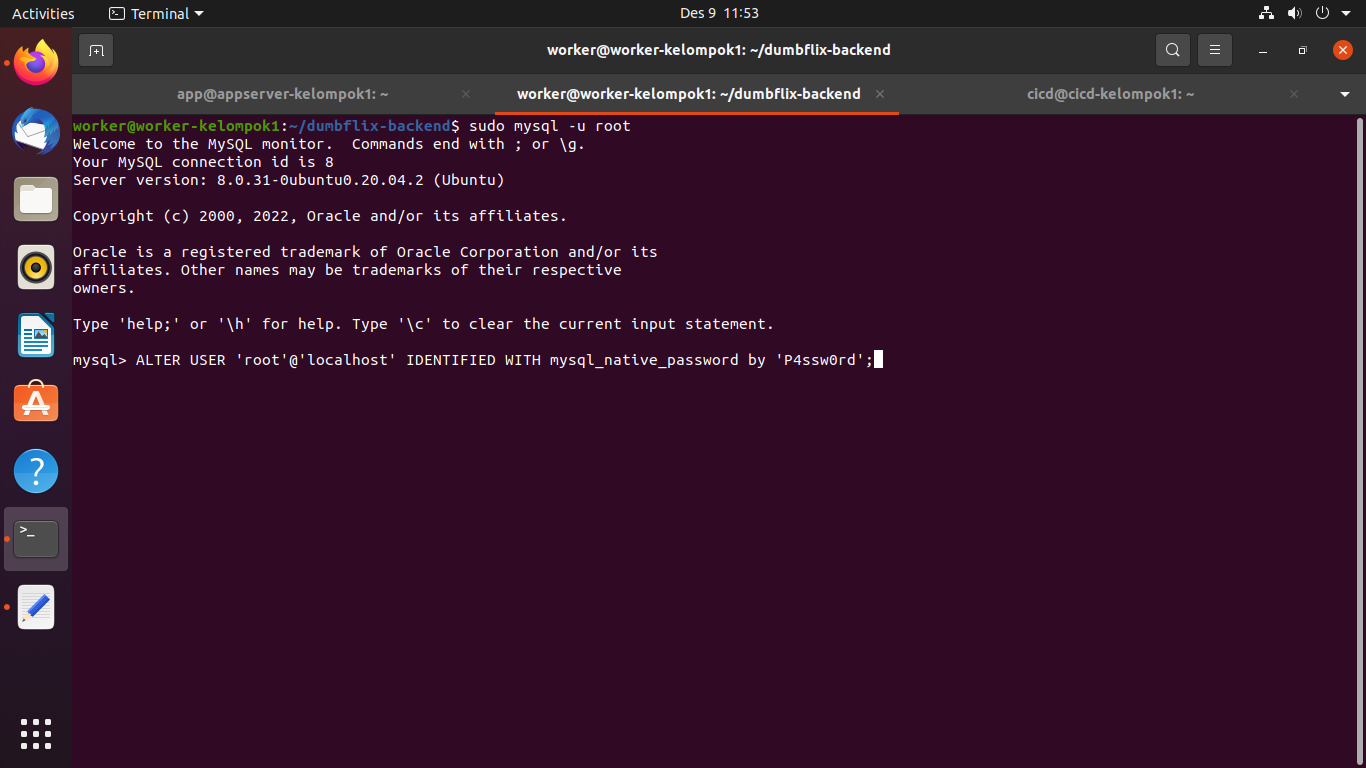 Activities
Terminal
Des 9 11:53
worker@worker-kelompok1: ~/dumbflix-backend
app@appserver-kelompok1: ~
worker@worker-kelompok1: ~/dumbflix-backend
cicd@cicd-kelompok1: ~
worker@worker-kelompok1:~/dumbflix-backend$ sudo mysql -u root
Welcome to the MySQL monitor.  Commands end with ; or \g.
Your MySQL connection id is 8
Server version: 8.0.31-0ubuntu0.20.04.2 (Ubuntu)
Copyright (c) 2000, 2022, Oracle and/or its affiliates.
Oracle is a registered trademark of Oracle Corporation and/or its
affiliates. Other names may be trademarks of their respective
owners.
Type 'help;' or '\h' for help. Type '\c' to clear the current input statement.
mysql> ALTER USER 'root'@'localhost' IDENTIFIED WITH mysql_native_password by 'P4ssw0rd';